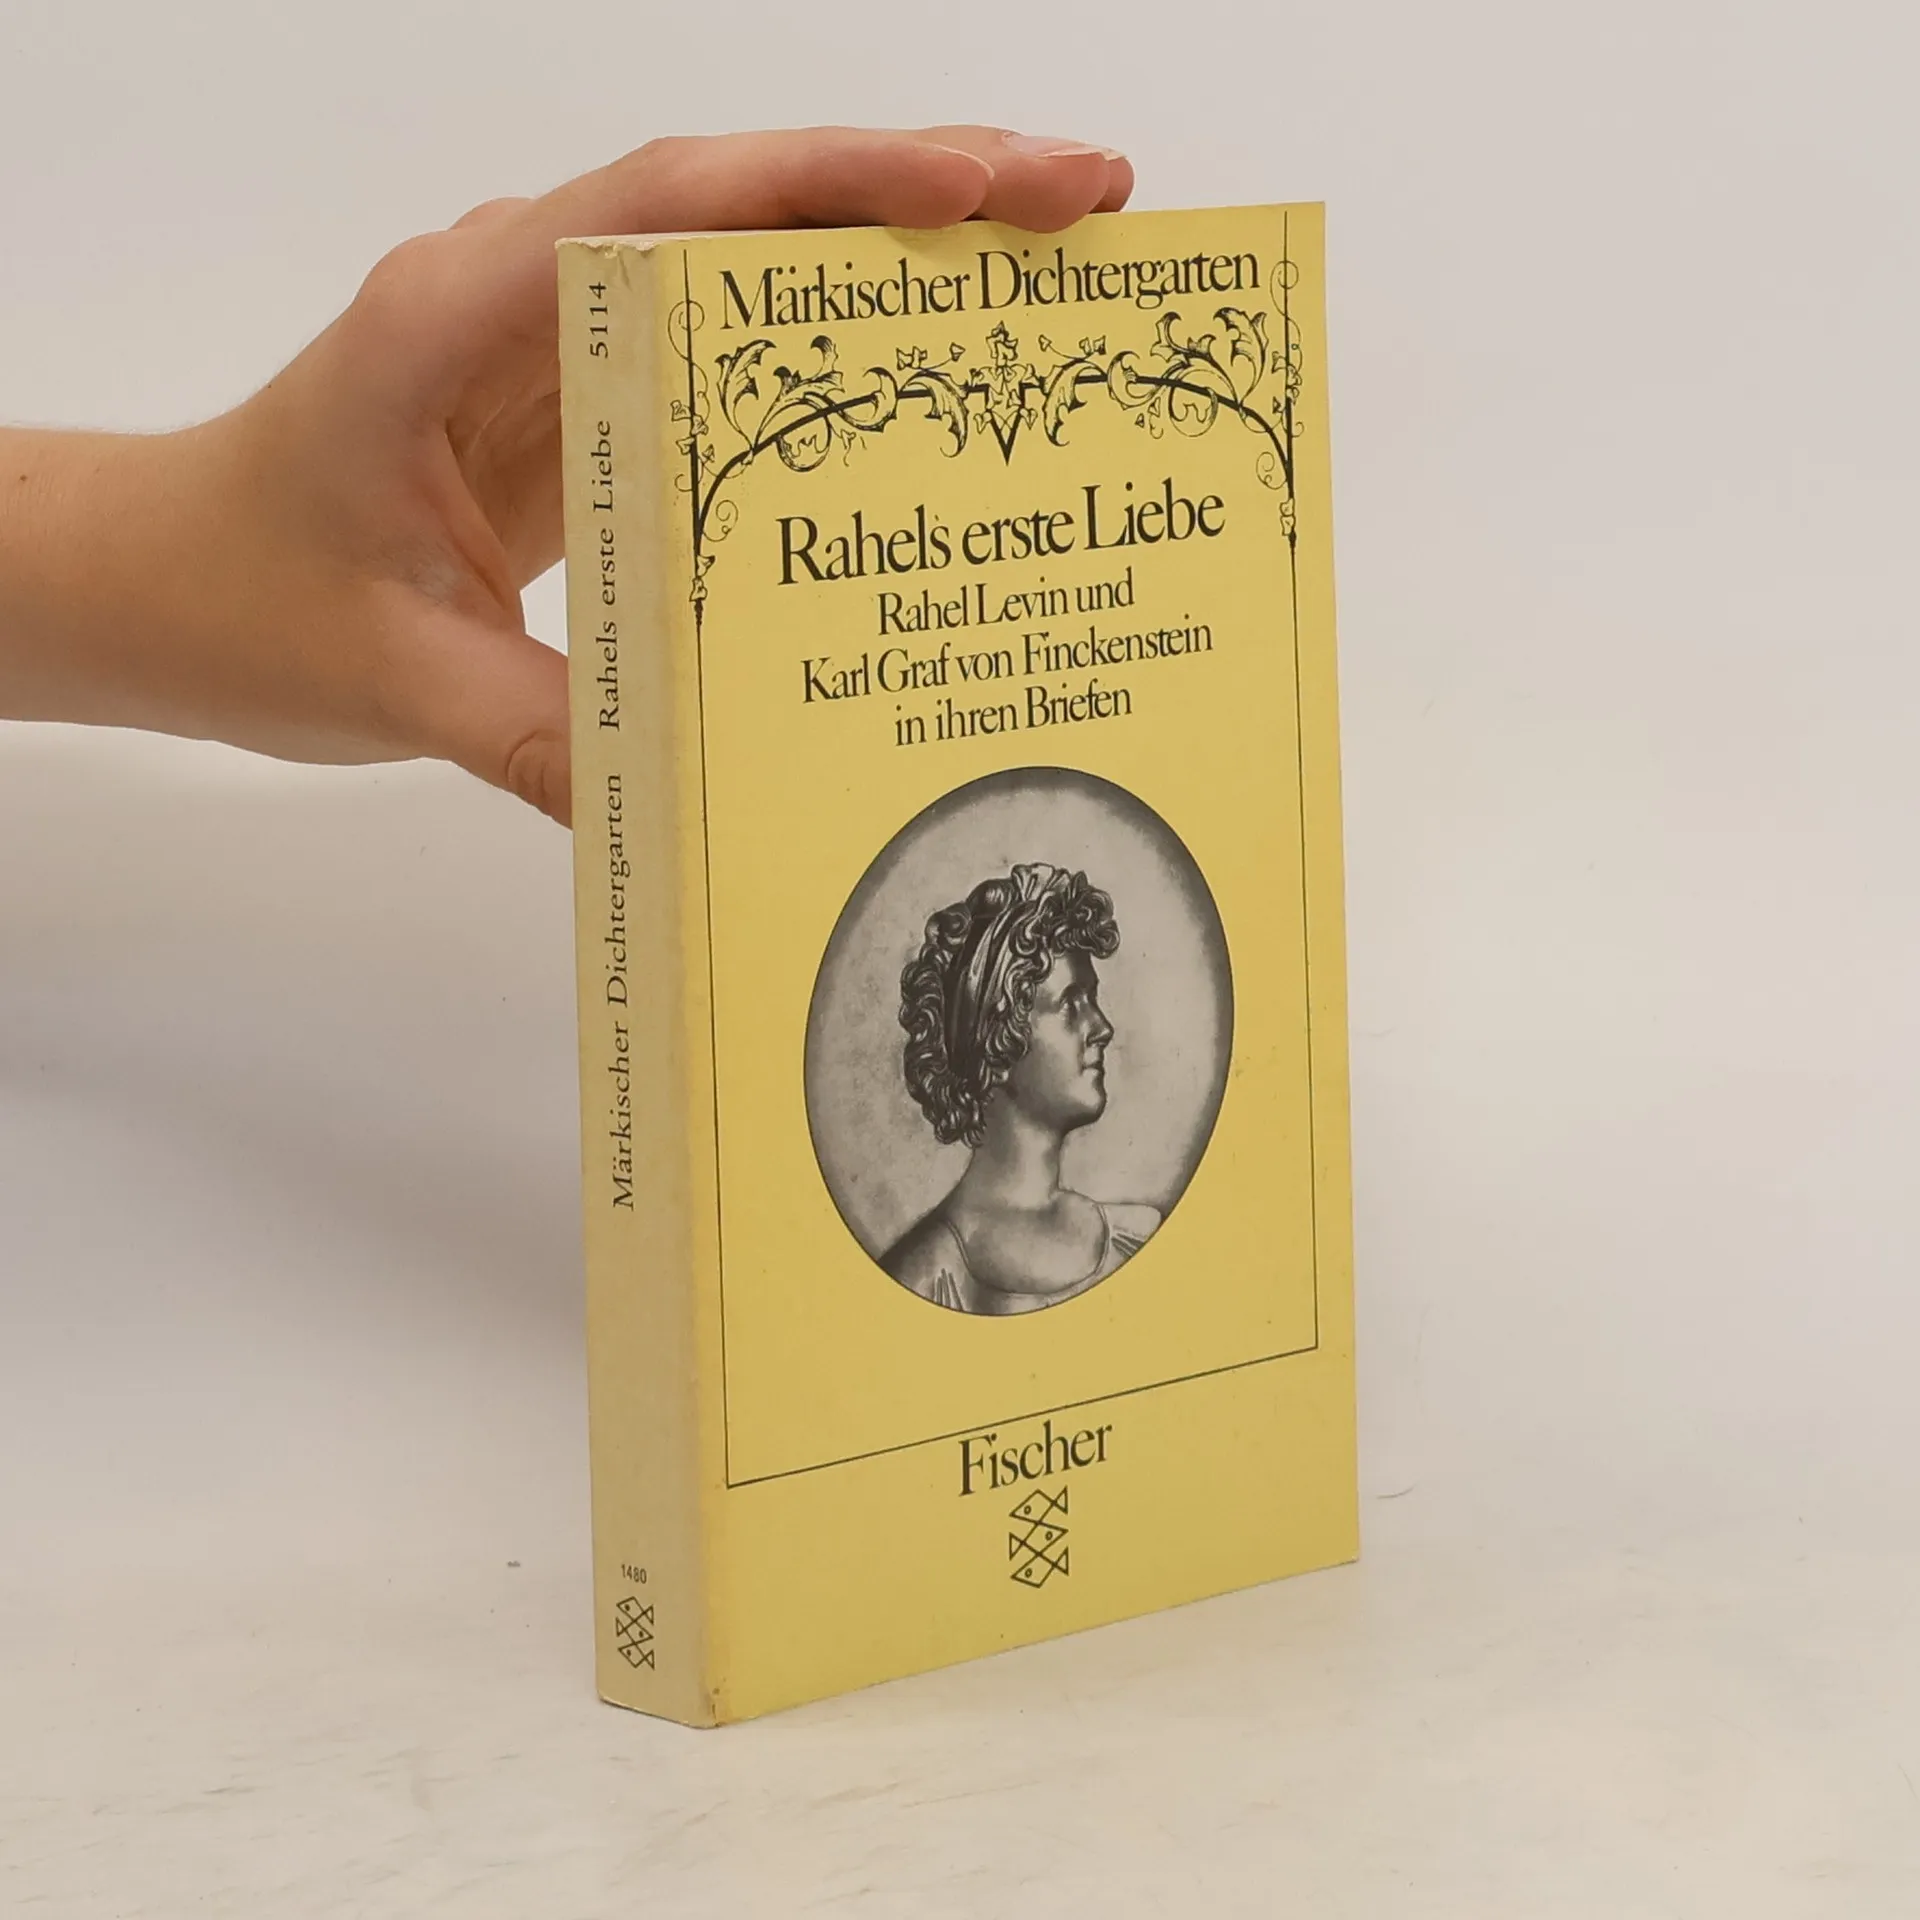 Märkischer Dichtergarten
Rahels erste Liebe
Rahel Levin und
Karl Graf von Finckenstein
in ihren Briefen
Fischer
Märkischer Dichtergarten Rahels erste Liebe 5114
1480